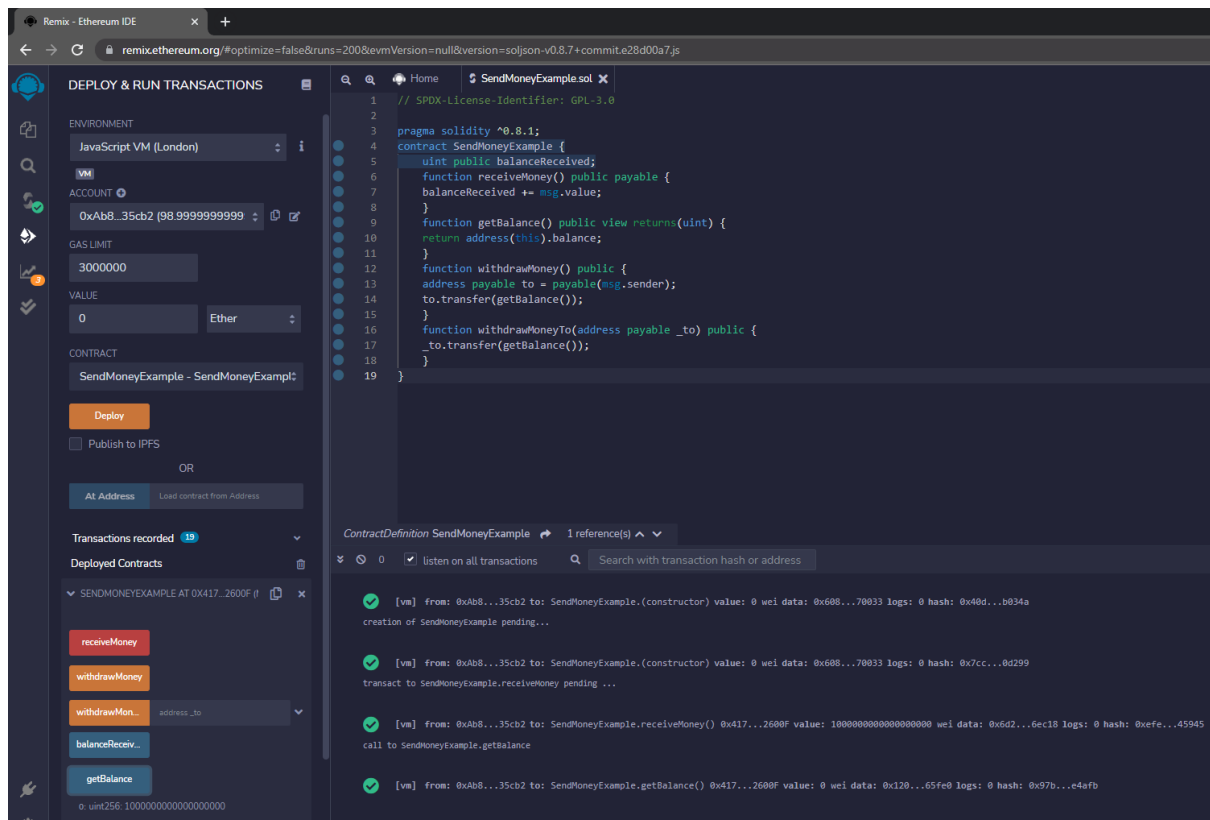 Remix - Ethereum IDE
remix.ethereum.org/#optimize=false&runs=200&evmVersion=null&version=soljson-v0.8.7+commit.e28d00a7.js
DEPLOY & RUN TRANSACTIONS
ENVIRONMENT
JavaScript VM (London)
VM
ACCOUNT
0xAb8...35cb2 (98.9999999999
GAS LIMIT
3000000
VALUE
0 Ether
CONTRACT
SendMoneyExample - SendMoneyExampl
Deploy
Publish to IPFS
OR
At Address Load contract from Address
Transactions recorded 19
Deployed Contracts
SENDMONEYEXAMPLE AT 0X417...2600F (
receiveMoney
withdrawMoney
withdrawMon... address _to
balanceReceiv...
getBalance
0: uint256: 1000000000000000000
3
Home SendMoneyExample.sol
1 // SPDX-License-Identifier: GPL-3.0
2
3 pragma solidity ^0.8.1;
4 contract SendMoneyExample {
5 uint public balanceReceived;
6 function receiveMoney() public payable {
7 balanceReceived += msg.value;
8 }
9 function getBalance() public view returns(uint) {
10 return address(this).balance;
11 }
12 function withdrawMoney() public {
13 address payable to = payable(msg.sender);
14 to.transfer(getBalance());
15 }
16 function withdrawMoneyTo(address payable _to) public {
17 _to.transfer(getBalance());
18 }
19 }
ContractDefinition SendMoneyExample 1 reference(s)
0 listen on all transactions Search with transaction hash or address
[vm] from: 0xAb8...35cb2 to: SendMoneyExample.(constructor) value: 0 wei data: 0x608...70033 logs: 0 hash: 0x40d...b034a
creation of SendMoneyExample pending...
[vm] from: 0xAb8...35cb2 to: SendMoneyExample.(constructor) value: 0 wei data: 0x608...70033 logs: 0 hash: 0x7cc...0d299
transact to SendMoneyExample.receiveMoney pending ...
[vm] from: 0xAb8...35cb2 to: SendMoneyExample.receiveMoney() 0x417...2600F value: 1000000000000000000 wei data: 0x6d2...6ec18 logs: 0 hash: 0xefe...45945
call to SendMoneyExample.getBalance
[vm] from: 0xAb8...35cb2 to: SendMoneyExample.getBalance() 0x417...2600F value: 0 wei data: 0x120...65fe0 logs: 0 hash: 0x97b...e4afb